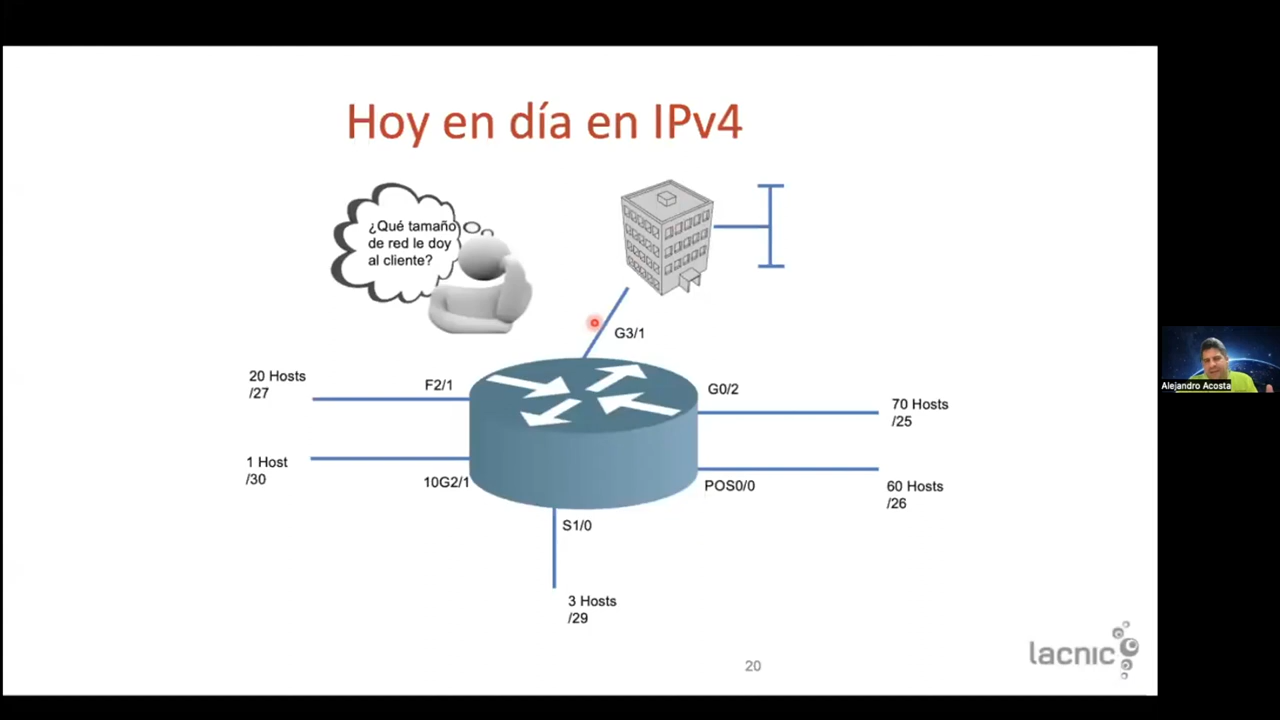 Hoy en día en IPv4
¿Qué tamaño
de red le doy
al cliente?
G3/1
20 Hosts
/27
F2/1
G0/2
70 Hosts
/25
1 Host
/30
10G2/1
POS0/0
60 Hosts
/26
S1/0
3 Hosts
/29
20
lacnic
Alejandro Acosta